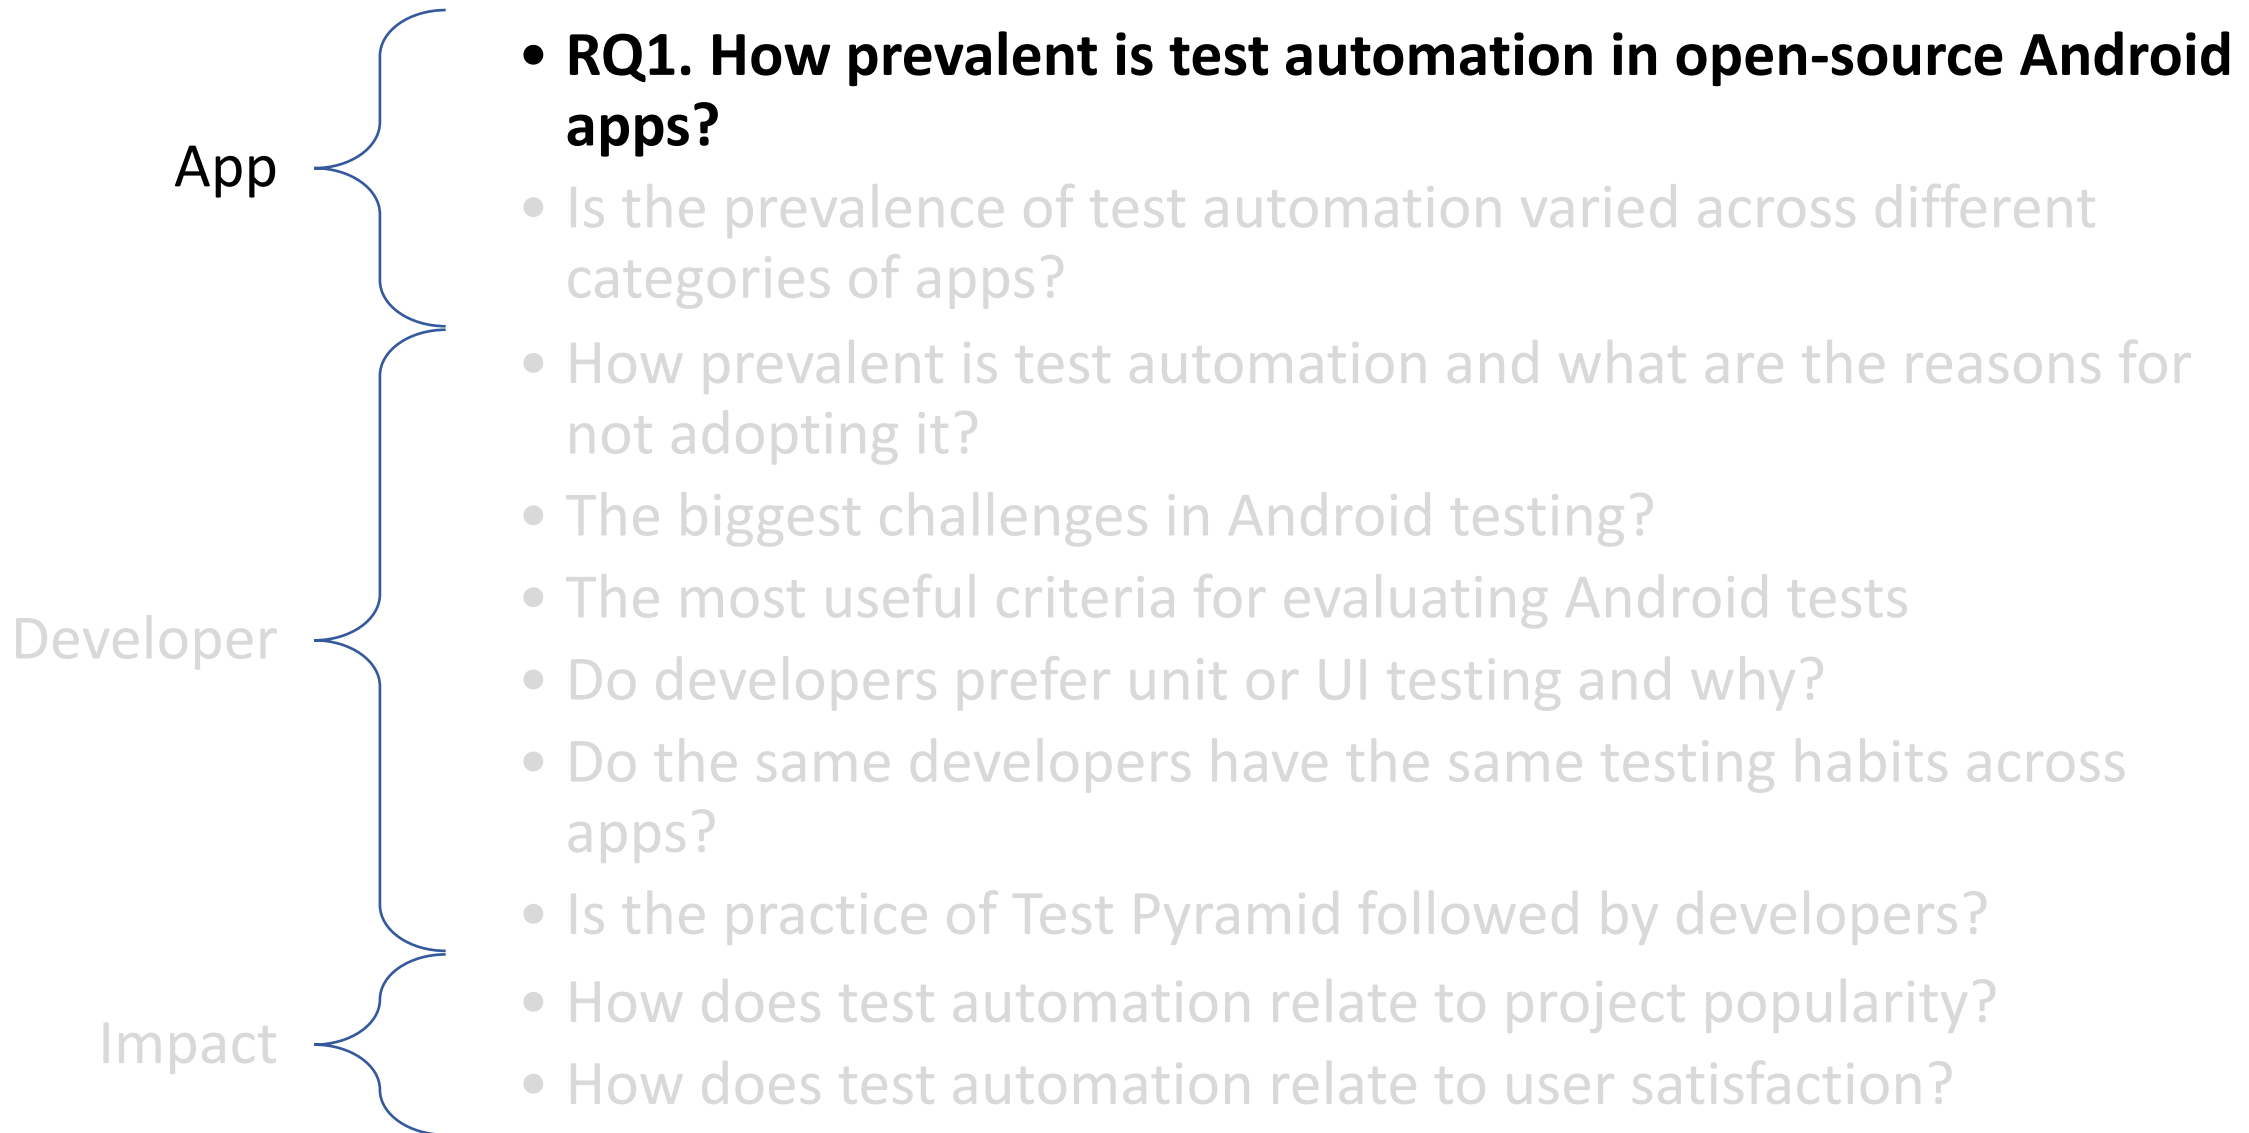 App
• RQ1. How prevalent is test automation in open-source Android
apps?
• Is the prevalence of test automation varied across different
categories of apps?
Developer
• How prevalent is test automation and what are the reasons for
not adopting it?
• The biggest challenges in Android testing?
• The most useful criteria for evaluating Android tests
• Do developers prefer unit or UI testing and why?
• Do the same developers have the same testing habits across
apps?
• Is the practice of Test Pyramid followed by developers?
Impact
• How does test automation relate to project popularity?
• How does test automation relate to user satisfaction?